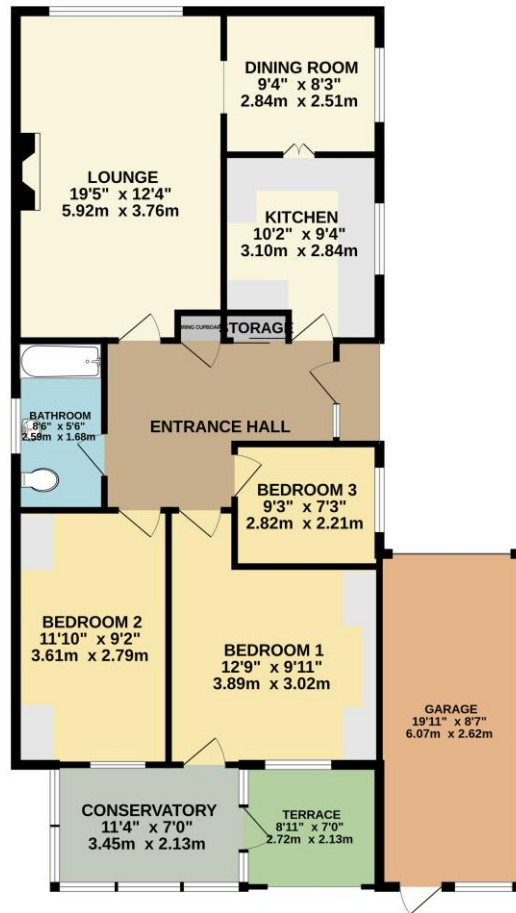 DINING ROOM
9'4" x 8'3"
2.84m x 2.51m
LOUNGE
19'5" x 12'4"
5.92m x 3.76m
KITCHEN
10'2" x 9'4"
3.10m x 2.84m
CUPBOARD
STORAGE
BATHROOM
8'6" x 5'6"
2.59m x 1.68m
ENTRANCE HALL
BEDROOM 3
9'3" x 7'3"
2.82m x 2.21m
BEDROOM 2
11'10" x 9'2"
3.61m x 2.79m
BEDROOM 1
12'9" x 9'11"
3.89m x 3.02m
GARAGE
19'11" x 8'7"
6.07m x 2.62m
CONSERVATORY
11'4" x 7'0"
3.45m x 2.13m
TERRACE
8'11" x 7'0"
2.72m x 2.13m